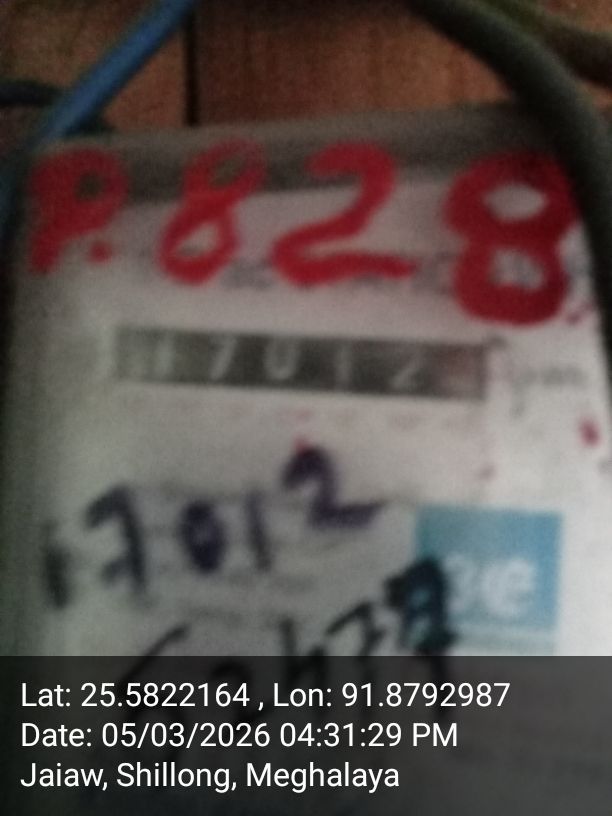 P.828
17012
17012
Lat: 25.5822164 , Lon: 91.8792987
Date: 05/03/2026 04:31:29 PM
Jaiaw, Shillong, Meghalaya